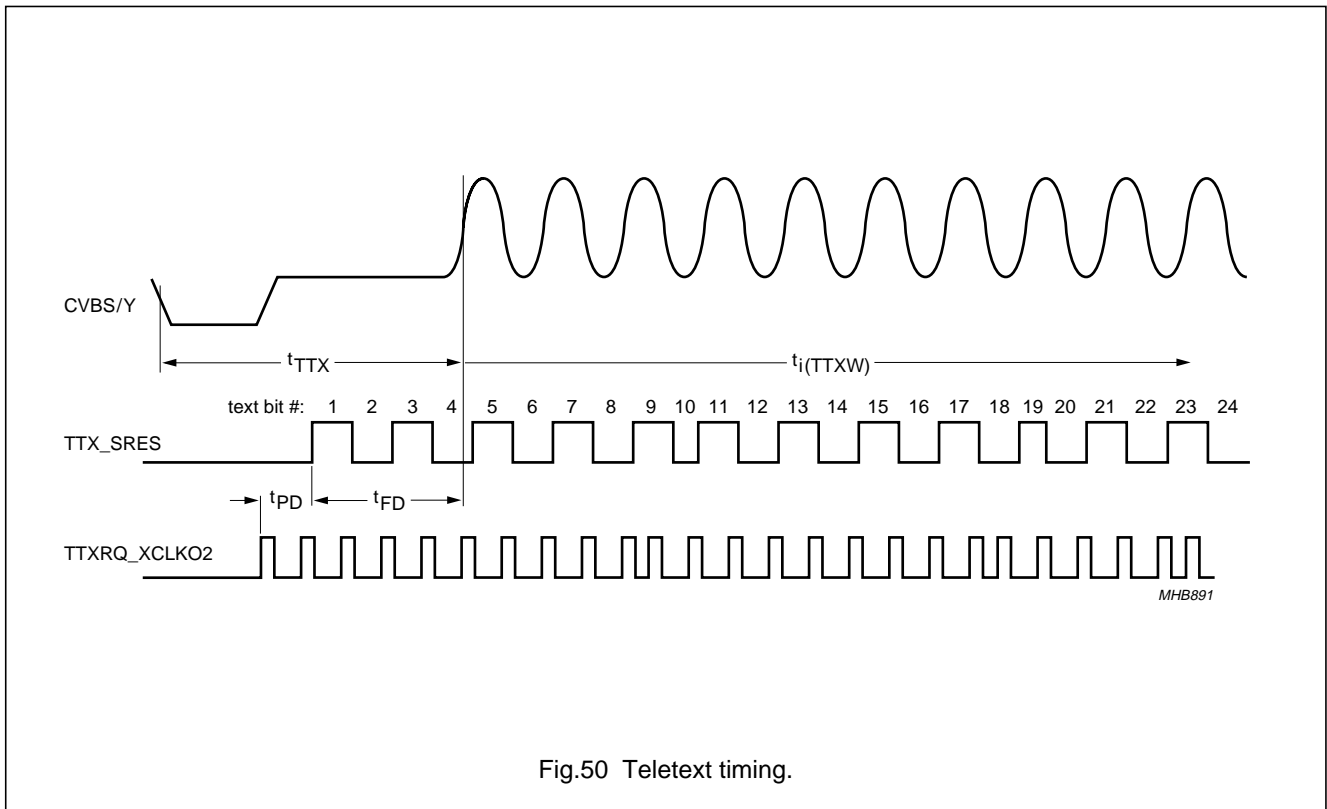 CVBS/Y
tTTX
ti(TTXW)
text bit #: 1 2 3 4 5 6 7 8 9 10 11 12 13 14 15 16 17 18 19 20 21 22 23 24
TTX_SRES
tPD
tFD
TTXRQ_XCLKO2
MHB891
Fig.50 Teletext timing.